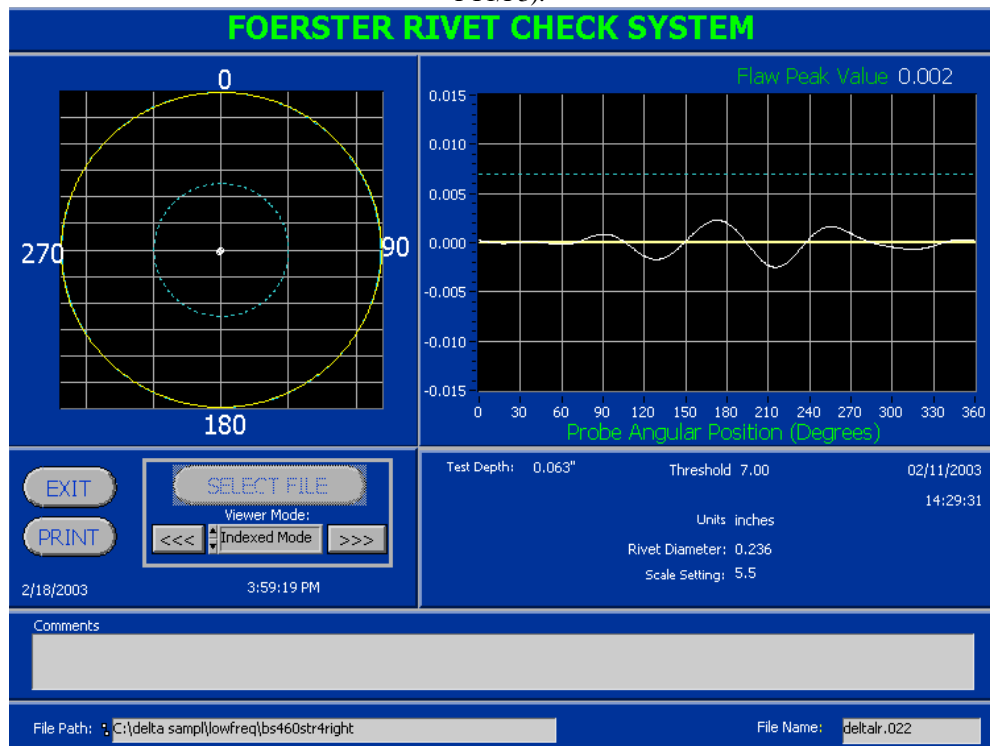 FOERSTER RIVET CHECK SYSTEM
0
270
90
180
Flaw Peak Value 0.002
0.015
0.010
0.005
0.000
-0.005
-0.010
-0.015
0 30 60 90 120 150 180 210 240 270 300 330 360
Probe Angular Position (Degrees)
EXIT
SELECT FILE
Viewer Mode:
PRINT
<<< Indexed Mode >>>
2/18/2003 3:59:19 PM
Test Depth: 0.063" Threshold 7.00 02/11/2003
14:29:31
Units inches
Rivet Diameter: 0.236
Scale Setting: 5.5
Comments
File Path: C:\delta sampl\lowfreq\bs460str4right
File Name: deltalr.022